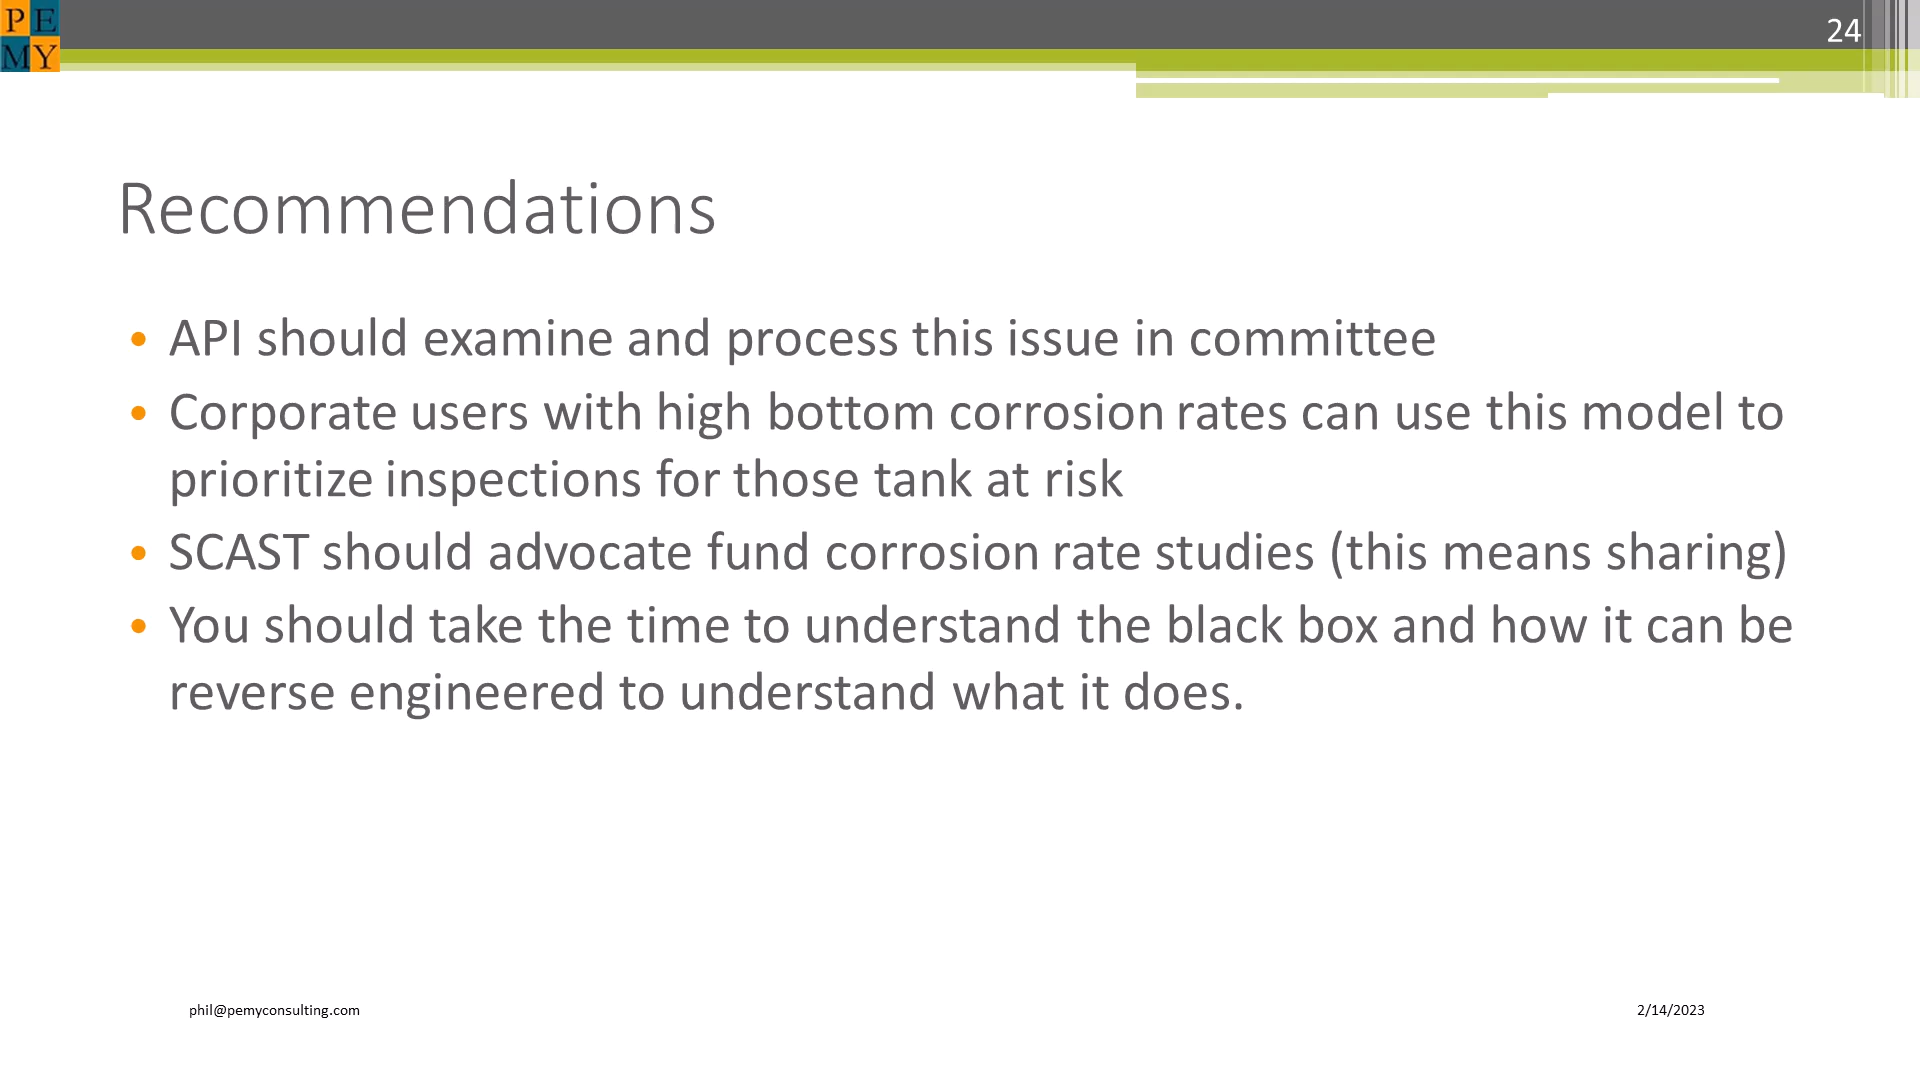 PE
MY
24
Recommendations
• API should examine and process this issue in committee
• Corporate users with high bottom corrosion rates can use this model to
prioritize inspections for those tank at risk
• SCAST should advocate fund corrosion rate studies (this means sharing)
• You should take the time to understand the black box and how it can be
reverse engineered to understand what it does.
phil@pemyconsulting.com
2/14/2023